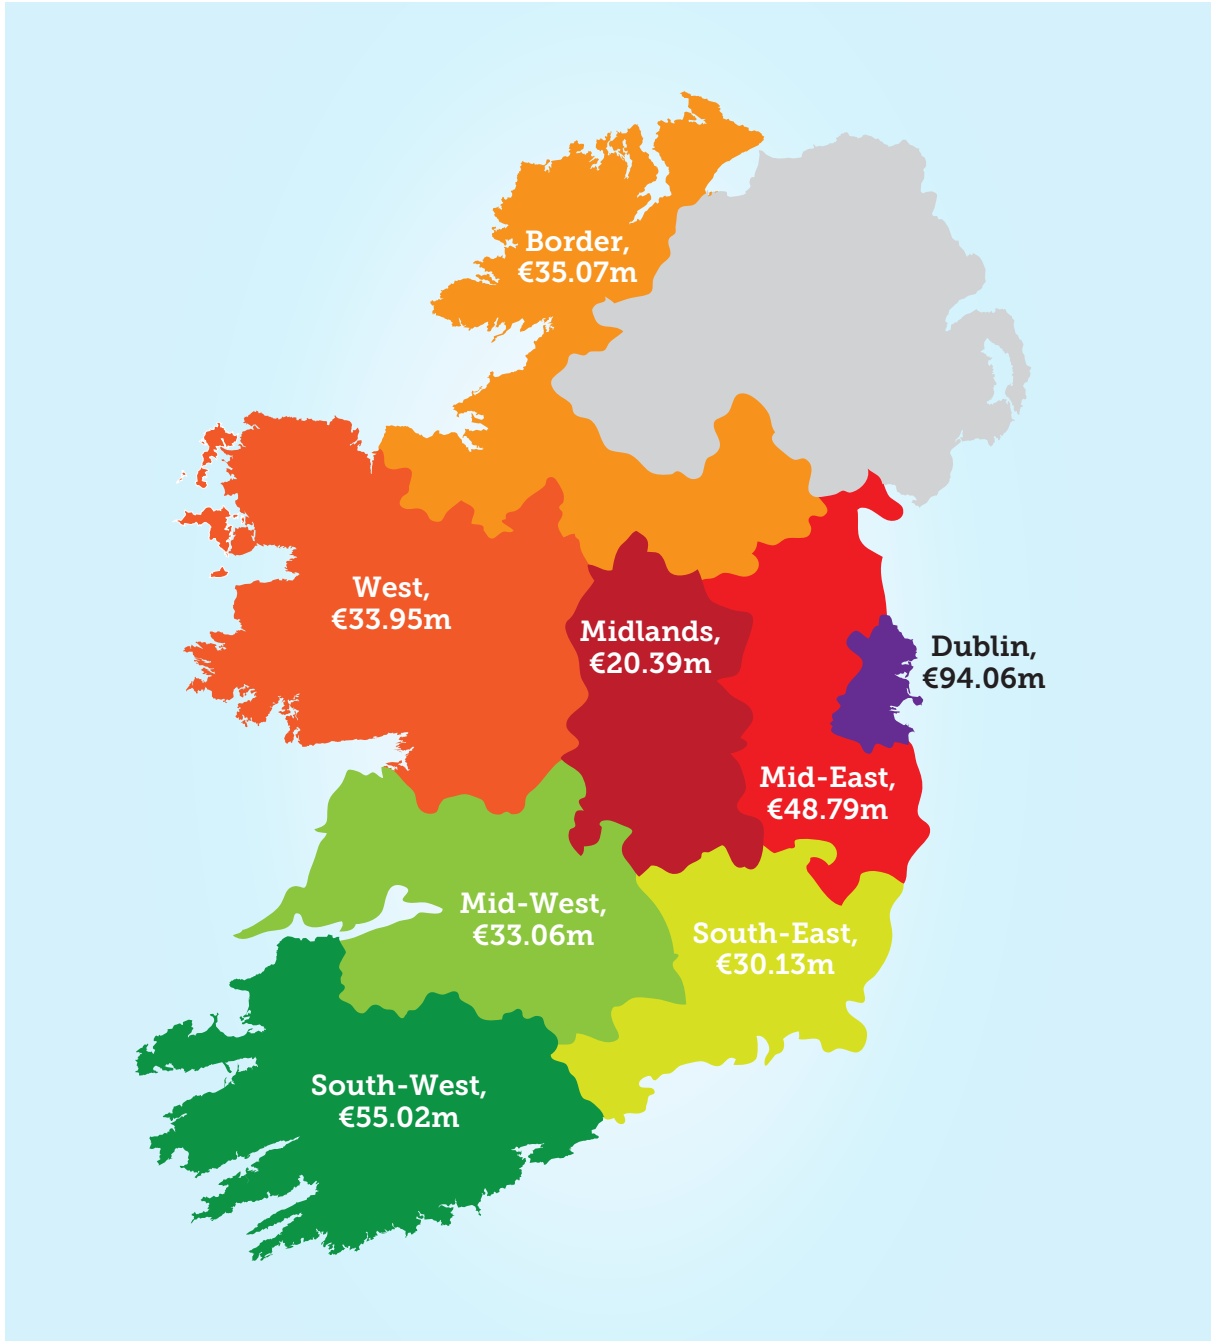 Border,
€35.07m
West,
€33.95m
Midlands,
€20.39m
Dublin,
€94.06m
Mid-East,
€48.79m
Mid-West,
€33.06m
South-East,
€30.13m
South-West,
€55.02m